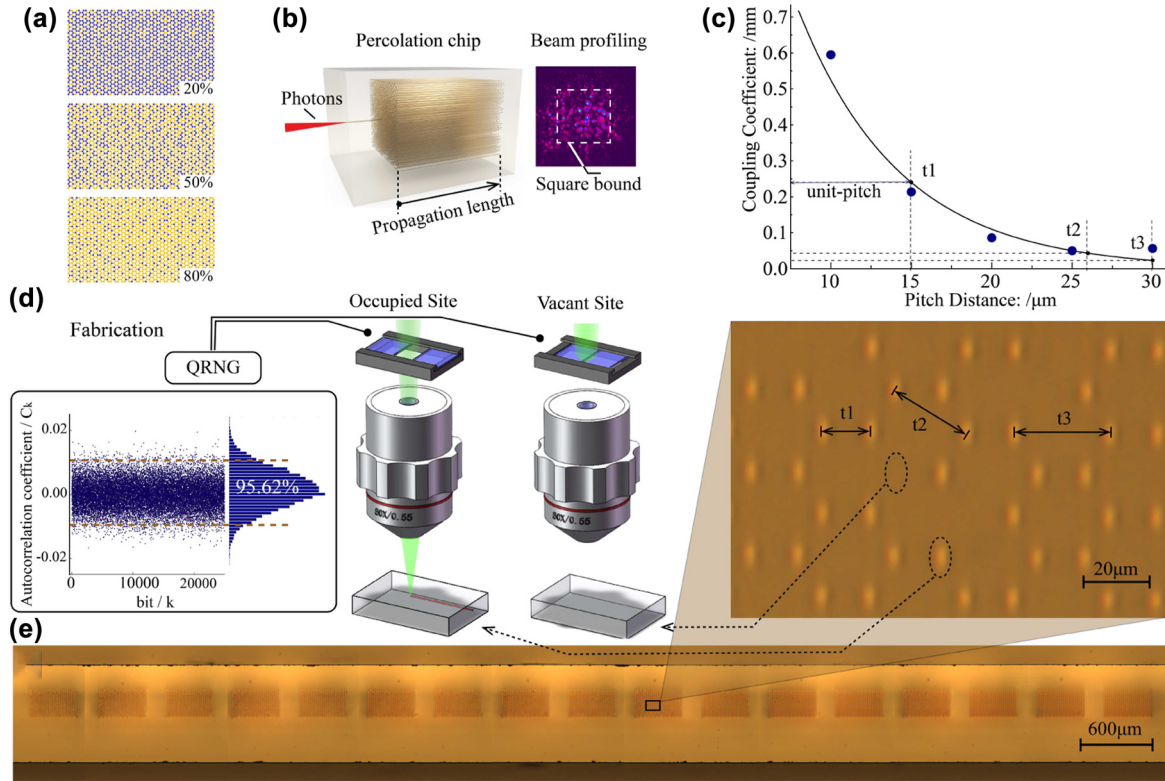 (a)
20%
50%
80%
(b)
Percolation chip
Beam profiling
Photons
Propagation length
Square bound
(c)
Coupling Coefficient: /mm
0.7
0.6
0.5
0.4
0.3
0.2
0.1
0.0
t1
unit-pitch
t2
t3
10
15
20
25
30
Pitch Distance: /μm
(d)
Fabrication
Occupied Site
Vacant Site
QRNG
Autocorrelation coefficient / Ck
0.02
0.00
-0.02
95.62%
0
10000
20000
bit / k
50X/0.55
50X/0.55
t1
t2
t3
20μm
(e)
600μm